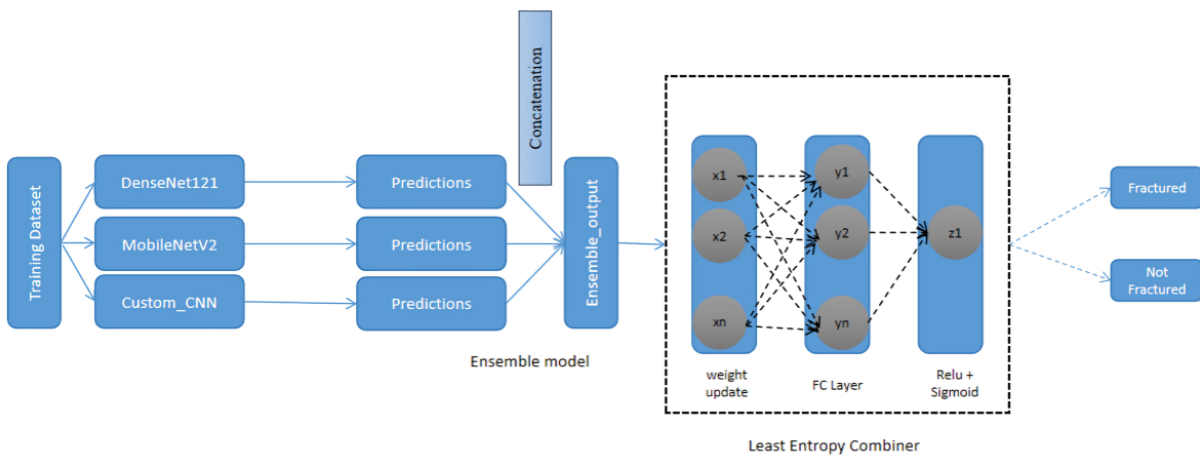 Training Dataset
DenseNet121
MobileNetV2
Custom_CNN
Predictions
Predictions
Predictions
Concatenation
Ensemble_output
Ensemble model
x1
x2
xn
weight
update
y1
y2
yn
FC Layer
z1
Relu +
Sigmoid
Least Entropy Combiner
Fractured
Not
Fractured